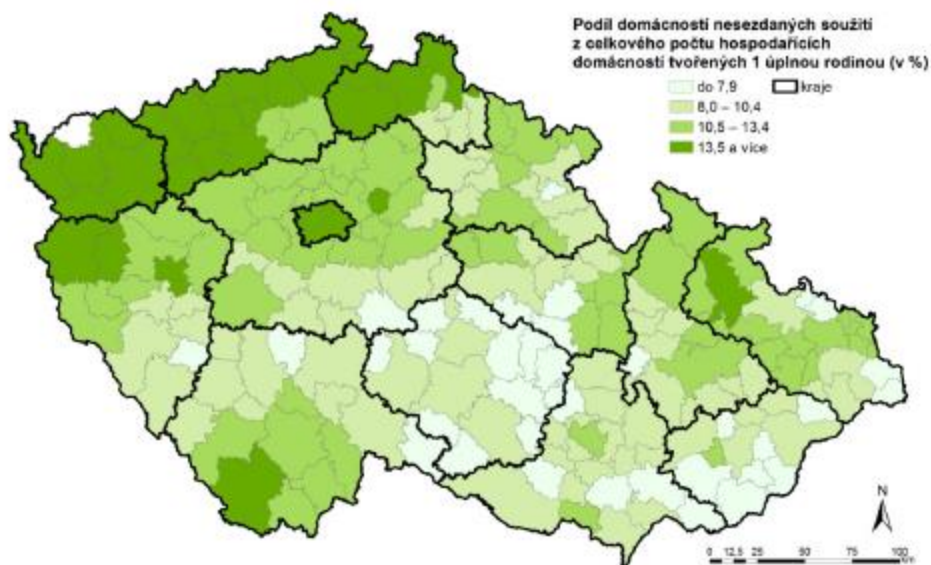 Podíl domácností nesezdaných soužití
z celkového počtu hospodařících
domácností tvořených 1 úplnou rodinou (v %)
do 7,9 kraje
8,0 – 10,4
10,5 – 13,4
13,5 a více
N
0 12,5 25 50 75 100
km